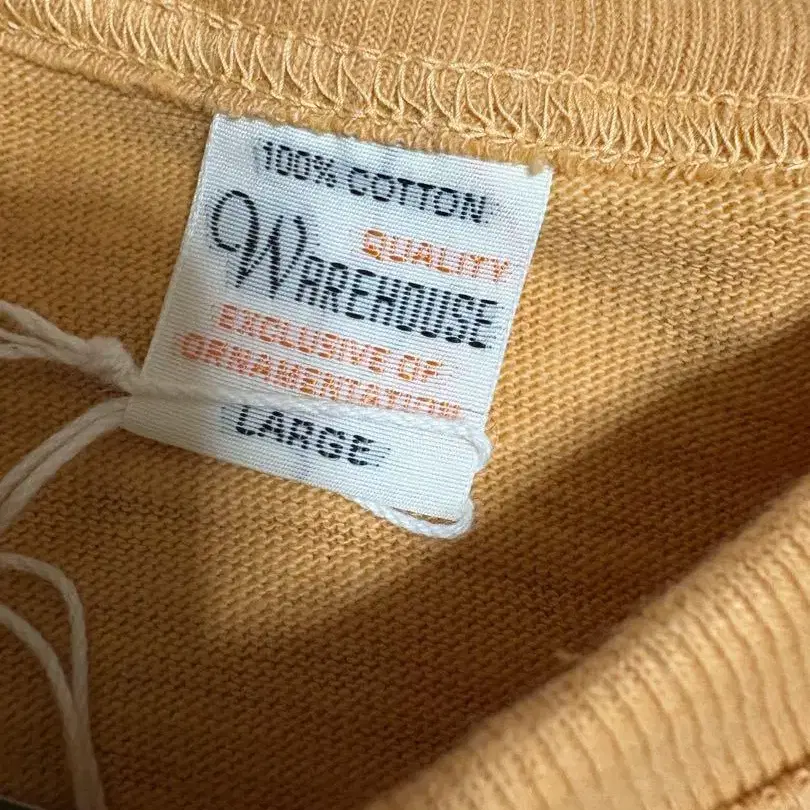 100% COTTON
QUALITY
WAREHOUSE
EXCLUSIVE OF
ORNAMENTATION
LARGE